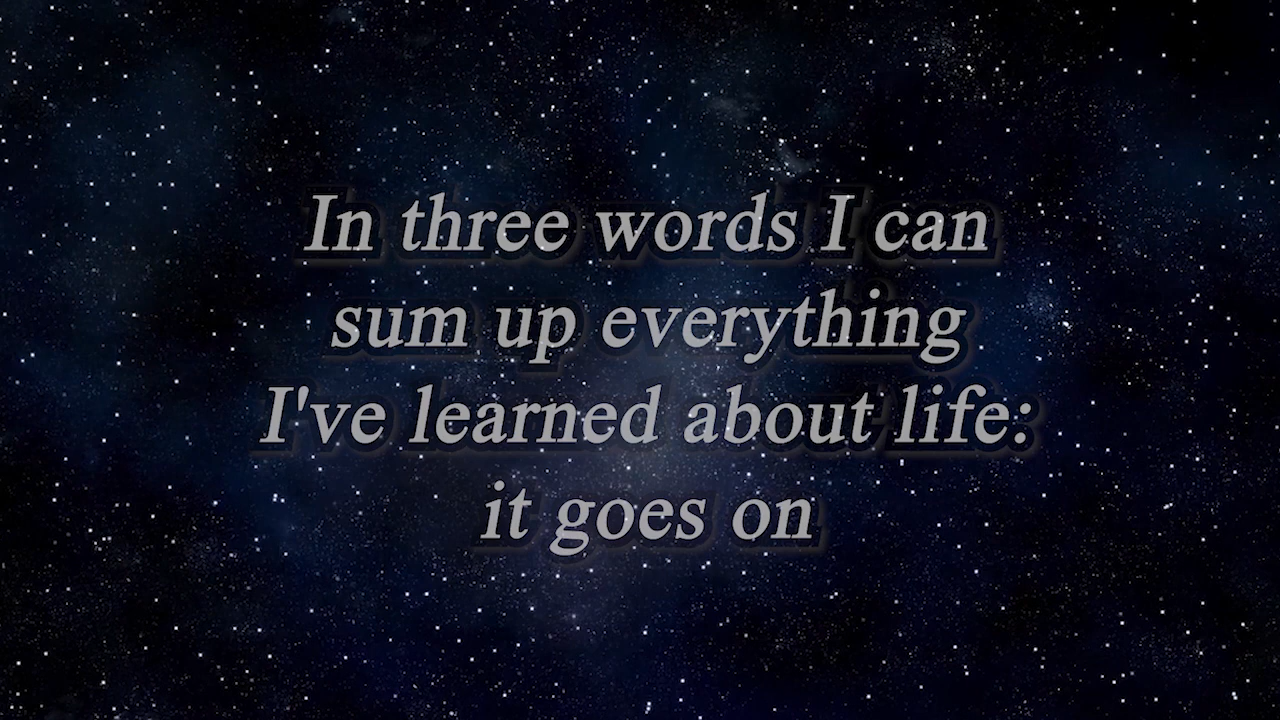 In three words I can
sum up everything
I've learned about life:
it goes on